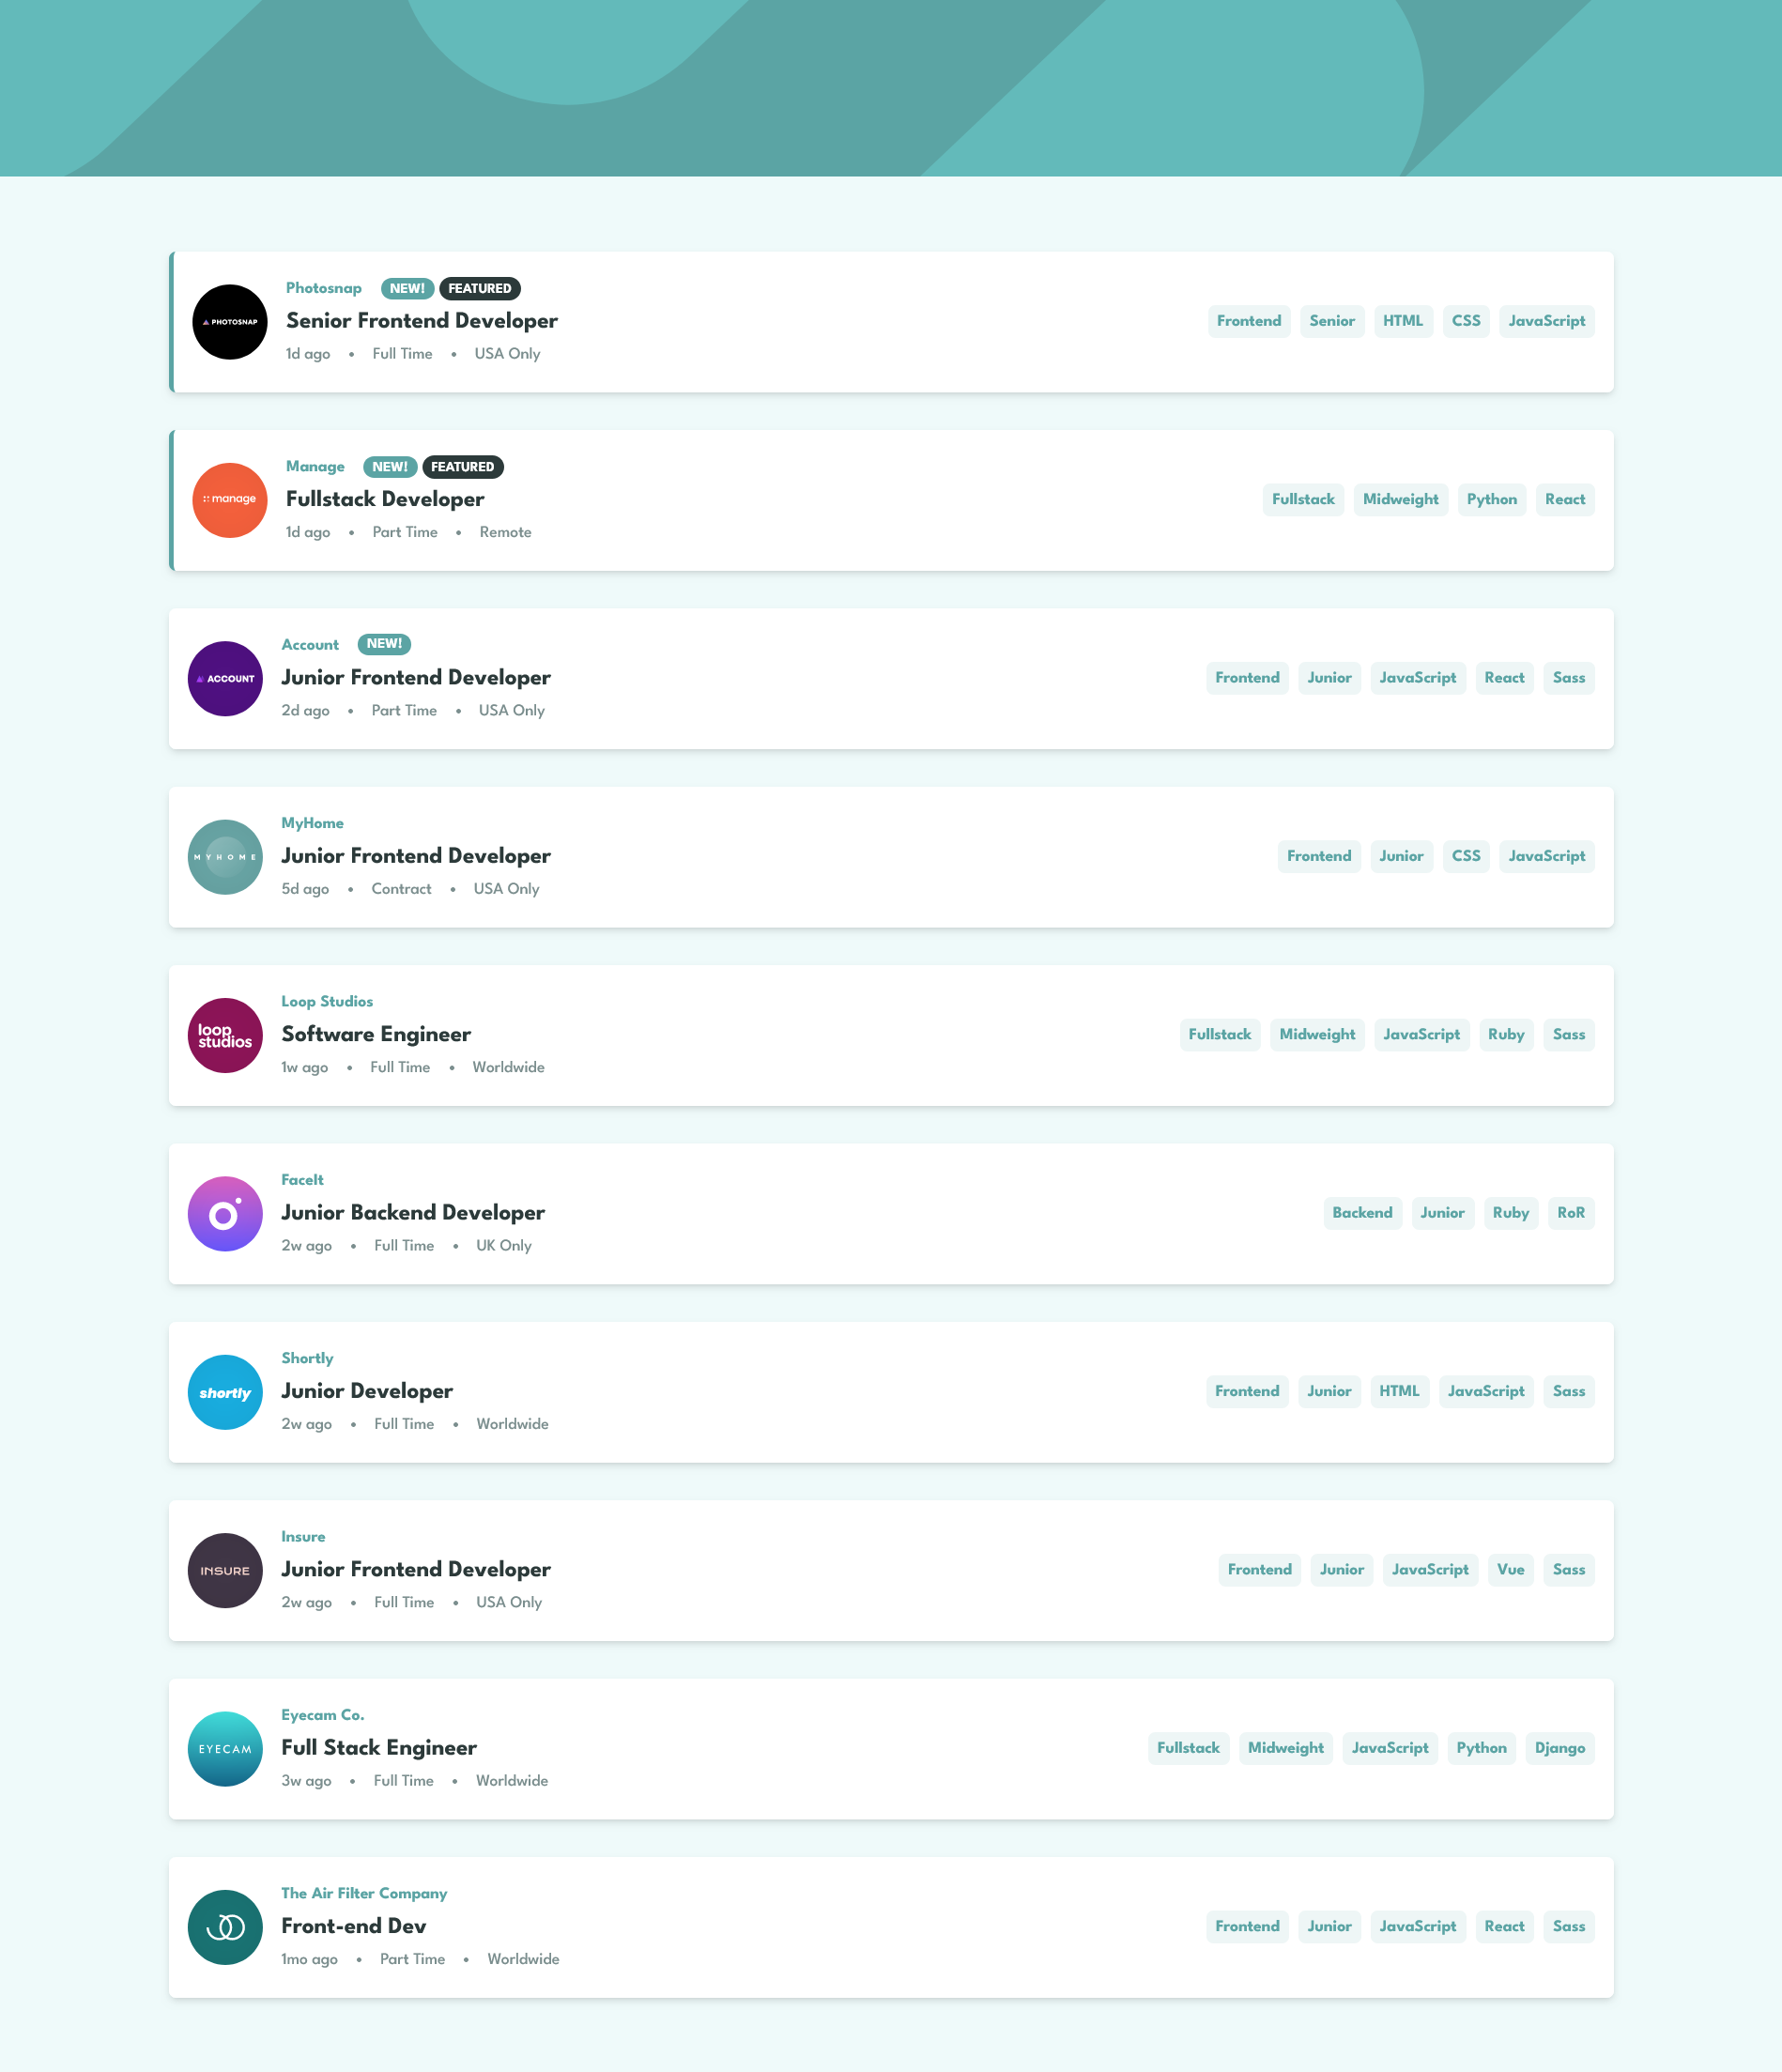 PHOTOSNAP
Photosnap NEW! FEATURED
Senior Frontend Developer
1d ago • Full Time • USA Only
Frontend Senior HTML CSS JavaScript
manage
Manage NEW! FEATURED
Fullstack Developer
1d ago • Part Time • Remote
Fullstack Midweight Python React
ACCOUNT
Account NEW!
Junior Frontend Developer
2d ago • Part Time • USA Only
Frontend Junior JavaScript React Sass
MYHOME
MyHome
Junior Frontend Developer
5d ago • Contract • USA Only
Frontend Junior CSS JavaScript
loop
studios
Loop Studios
Software Engineer
1w ago • Full Time • Worldwide
Fullstack Midweight JavaScript Ruby Sass
FaceIt
Junior Backend Developer
2w ago • Full Time • UK Only
Backend Junior Ruby RoR
shortly
Shortly
Junior Developer
2w ago • Full Time • Worldwide
Frontend Junior HTML JavaScript Sass
INSURE
Insure
Junior Frontend Developer
2w ago • Full Time • USA Only
Frontend Junior JavaScript Vue Sass
EYECAM
Eyecam Co.
Full Stack Engineer
3w ago • Full Time • Worldwide
Fullstack Midweight JavaScript Python Django
The Air Filter Company
Front-end Dev
1mo ago • Part Time • Worldwide
Frontend Junior JavaScript React Sass